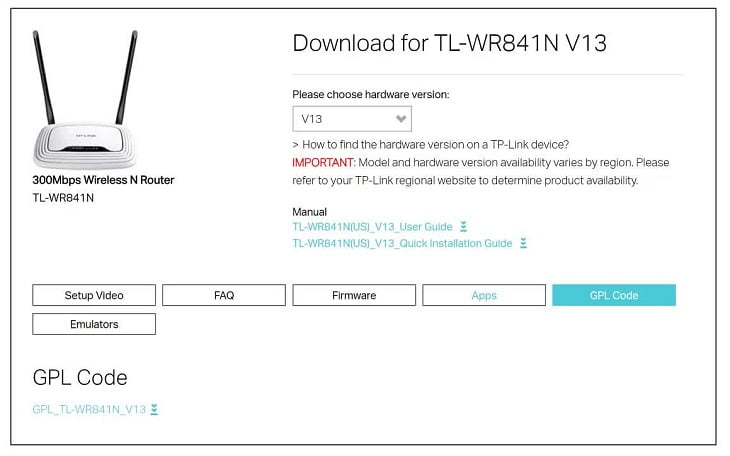 Download for TL-WR841N V13
Please choose hardware version:
V13
> How to find the hardware version on a TP-Link device?
IMPORTANT: Model and hardware version availability varies by region. Please
refer to your TP-Link regional website to determine product availability.
TP-LINK
300Mbps Wireless N Router
TL-WR841N
Manual
TL-WR841N(US)_V13_User Guide
TL-WR841N(US)_V13_Quick Installation Guide
Setup Video
FAQ
Firmware
Apps
GPL Code
Emulators
GPL Code
GPL_TL-WR841N_V13